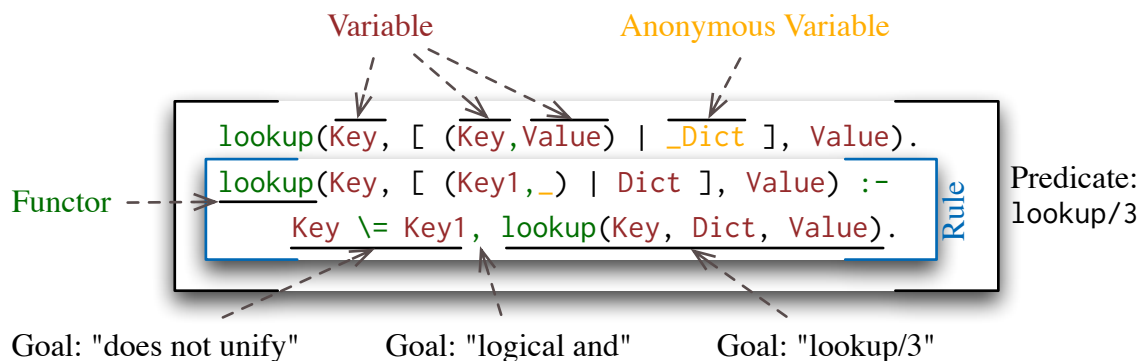 Variable Anonymous Variable
lookup(Key, [ (Key,Value) | _Dict ], Value).
lookup(Key, [ (Key1,_) | Dict ], Value) :-
Key \= Key1, lookup(Key, Dict, Value).
Functor
Rule
Predicate:
lookup/3
Goal: "does not unify" Goal: "logical and" Goal: "lookup/3"